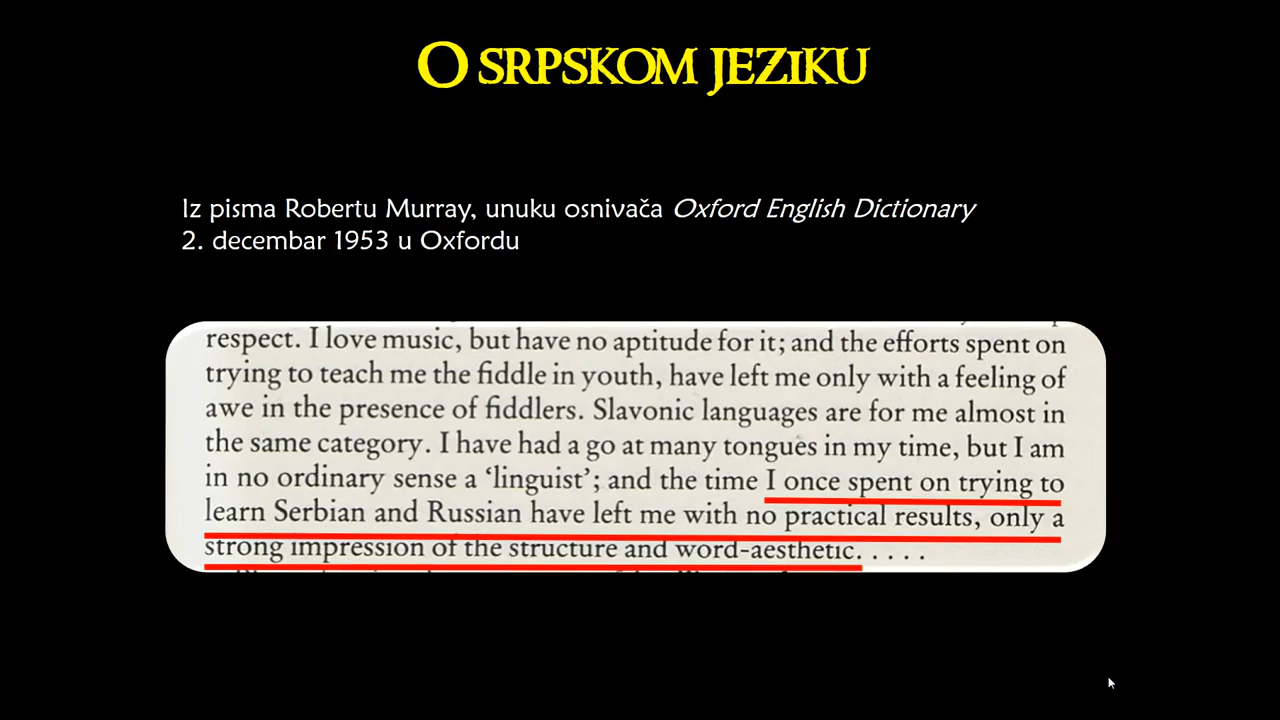 O SRPSKOM JEZIKU
Iz pisma Robertu Murray, unuku osnivača Oxford English Dictionary
2. decembar 1953 u Oxfordu
respect. I love music, but have no aptitude for it; and the efforts spent on
trying to teach me the fiddle in youth, have left me only with a feeling of
awe in the presence of fiddlers. Slavonic languages are for me almost in
the same category. I have had a go at many tongues in my time, but I am
in no ordinary sense a ‘linguist’; and the time I once spent on trying to
learn Serbian and Russian have left me with no practical results, only a
strong impression of the structure and word-aesthetic. . . . .